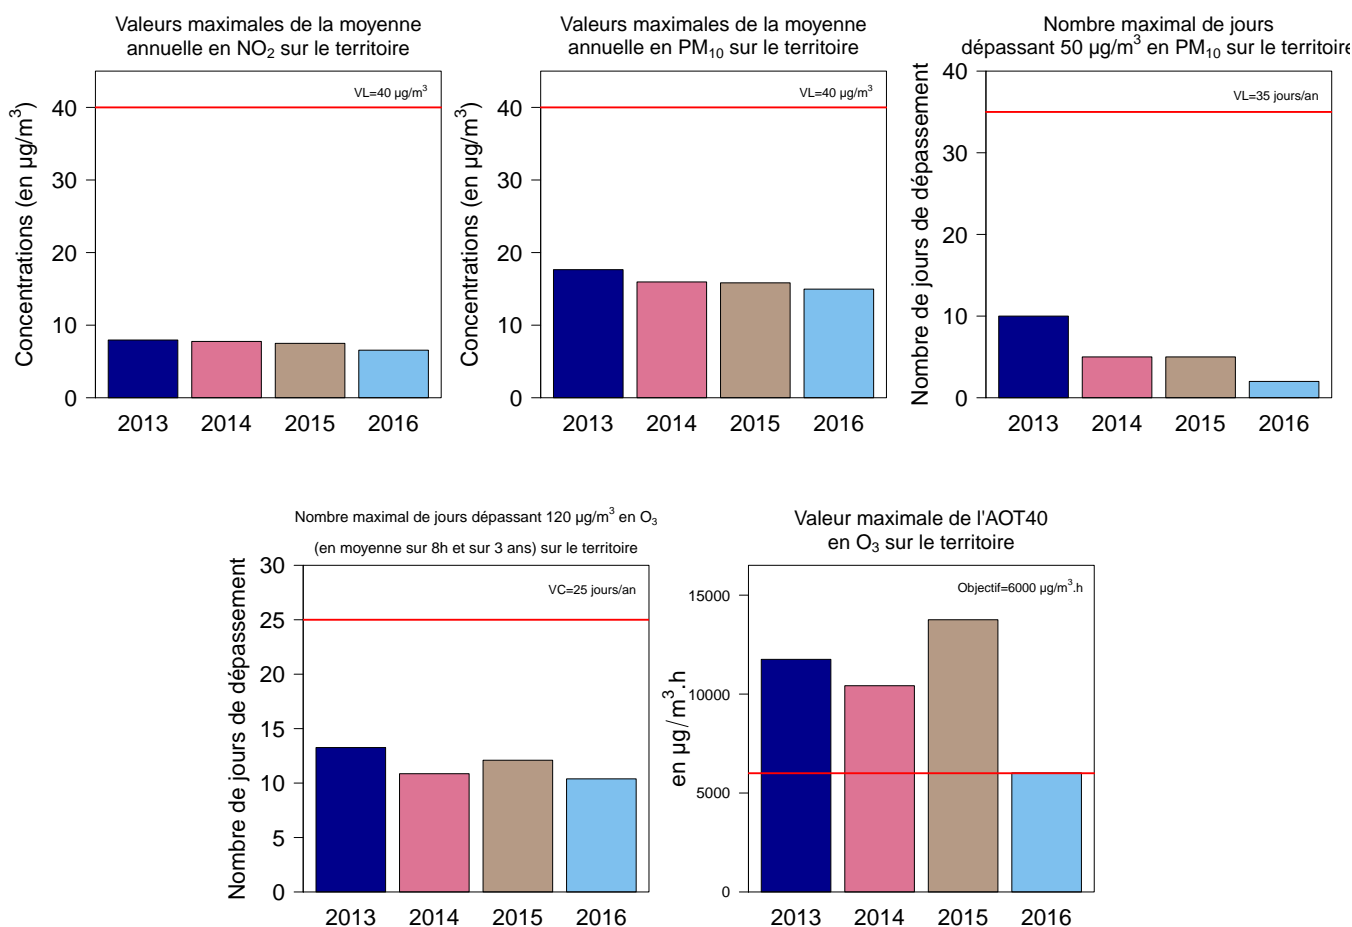 Valeurs maximales de la moyenne
annuelle en NO₂ sur le territoire
Concentrations (en µg/m³)
VL=40 µg/m³
40
30
20
10
0
2013 2014 2015 2016
Valeurs maximales de la moyenne
annuelle en PM₁₀ sur le territoire
Concentrations (en µg/m³)
VL=40 µg/m³
40
30
20
10
0
2013 2014 2015 2016
Nombre maximal de jours
dépassant 50 µg/m³ en PM₁₀ sur le territoire
Nombre de jours de dépassement
VL=35 jours/an
40
30
20
10
0
2013 2014 2015 2016
Nombre maximal de jours dépassant 120 µg/m³ en O₃
(en moyenne sur 8h et sur 3 ans) sur le territoire
Nombre de jours de dépassement
VC=25 jours/an
30
25
20
15
10
5
0
2013 2014 2015 2016
Valeur maximale de l'AOT40
en O₃ sur le territoire
en µg/m³.h
Objectif=6000 µg/m³.h
15000
10000
5000
0
2013 2014 2015 2016